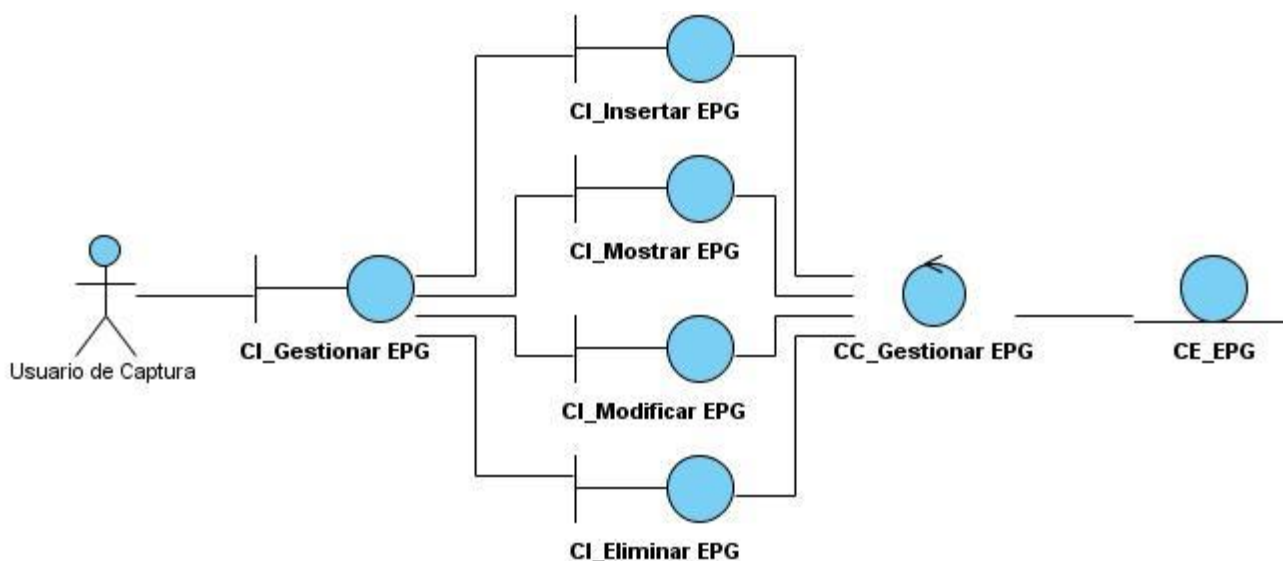 CI_Insertar EPG
CI_Mostrar EPG
Usuario de Captura
CI_Gestionar EPG
CC_Gestionar EPG
CE_EPG
CI_Modificar EPG
CI_Eliminar EPG